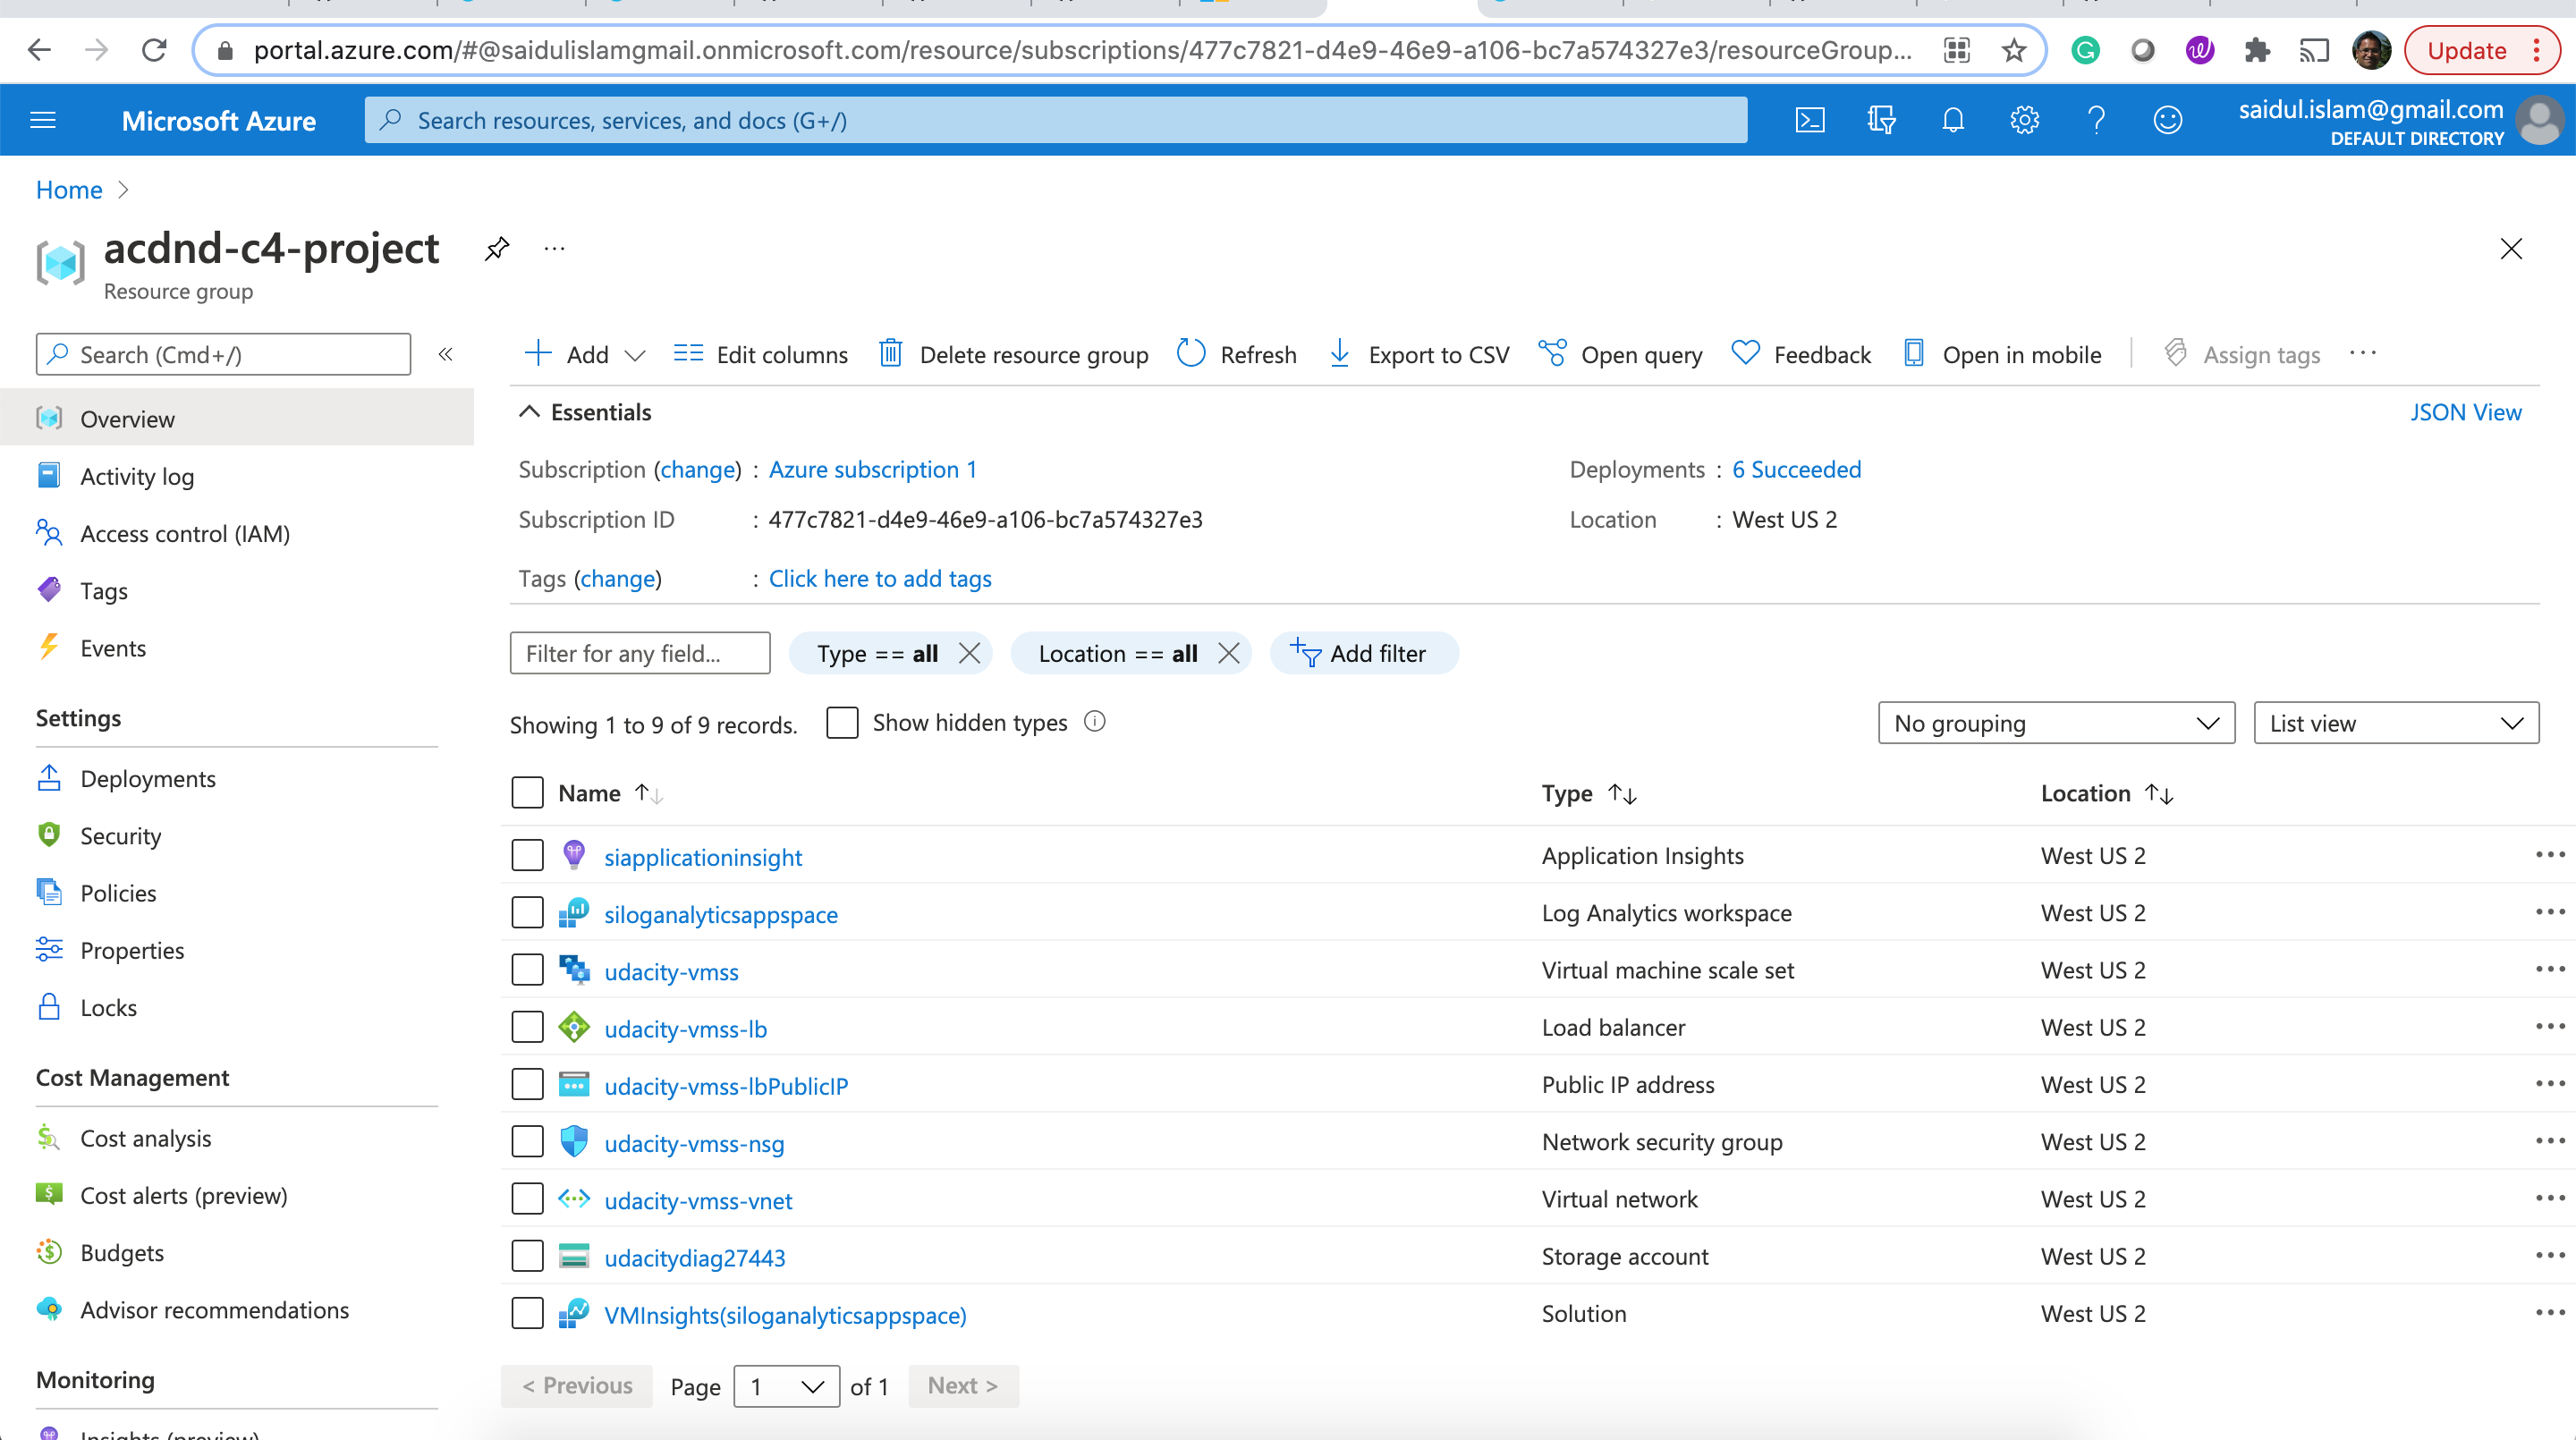 portal.azure.com/#@saidulislamgmail.onmicrosoft.com/resource/subscriptions/477c7821-d4e9-46e9-a106-bc7a574327e3/resourceGroup...
Update
Microsoft Azure
Search resources, services, and docs (G+/)
saidul.islam@gmail.com
DEFAULT DIRECTORY
Home
acdnd-c4-project
Resource group
Search (Cmd+/)
Add
Edit columns
Delete resource group
Refresh
Export to CSV
Open query
Feedback
Open in mobile
Assign tags
Overview
Activity log
Access control (IAM)
Tags
Events
Settings
Deployments
Security
Policies
Properties
Locks
Cost Management
Cost analysis
Cost alerts (preview)
Budgets
Advisor recommendations
Monitoring
Insights (preview)
Essentials
JSON View
Subscription (change) : Azure subscription 1
Deployments : 6 Succeeded
Subscription ID : 477c7821-d4e9-46e9-a106-bc7a574327e3
Location : West US 2
Tags (change) : Click here to add tags
Filter for any field...
Type == all
Location == all
Add filter
Showing 1 to 9 of 9 records.
Show hidden types
No grouping
List view
Name Type Location
siapplicationinsight Application Insights West US 2
siloganalyticsappspace Log Analytics workspace West US 2
udacity-vmss Virtual machine scale set West US 2
udacity-vmss-lb Load balancer West US 2
udacity-vmss-lbPublicIP Public IP address West US 2
udacity-vmss-nsg Network security group West US 2
udacity-vmss-vnet Virtual network West US 2
udacitydiag27443 Storage account West US 2
VMInsights(siloganalyticsappspace) Solution West US 2
< Previous
Page 1 of 1
Next >